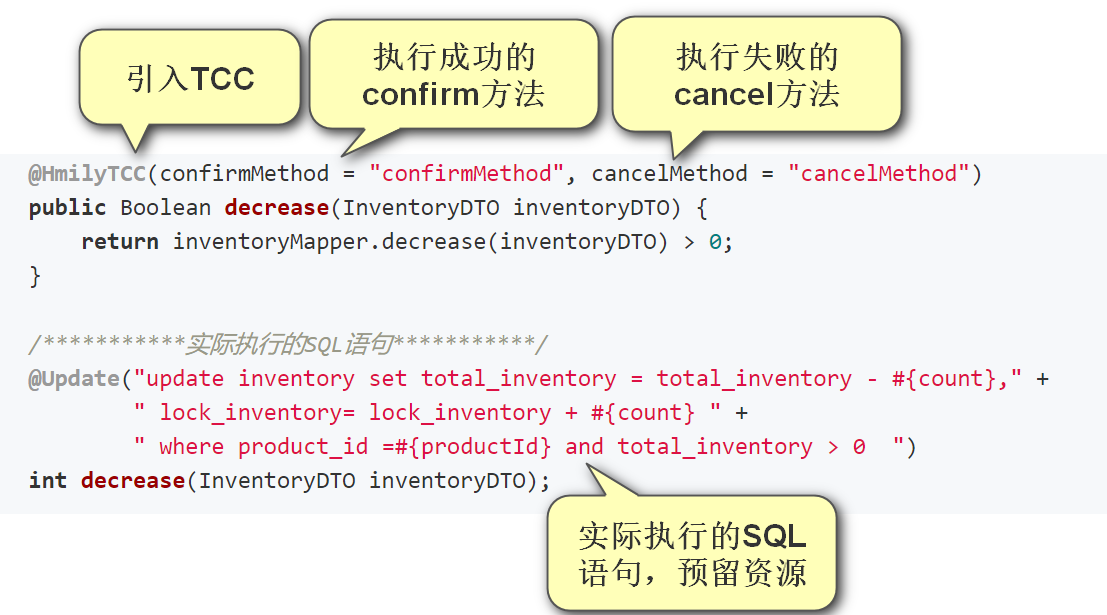 引入TCC
执行成功的
confirm方法
执行失败的
cancel方法
@HmilyTCC(confirmMethod = "confirmMethod", cancelMethod = "cancelMethod")
public Boolean decrease(InventoryDTO inventoryDTO) {
    return inventoryMapper.decrease(inventoryDTO) > 0;
}
/***********实际执行的SQL语句***********/
@Update("update inventory set total_inventory = total_inventory - #{count}," +
        " lock_inventory= lock_inventory + #{count} " +
        " where product_id =#{productId} and total_inventory > 0  ")
int decrease(InventoryDTO inventoryDTO);
实际执行的SQL
语句，预留资源